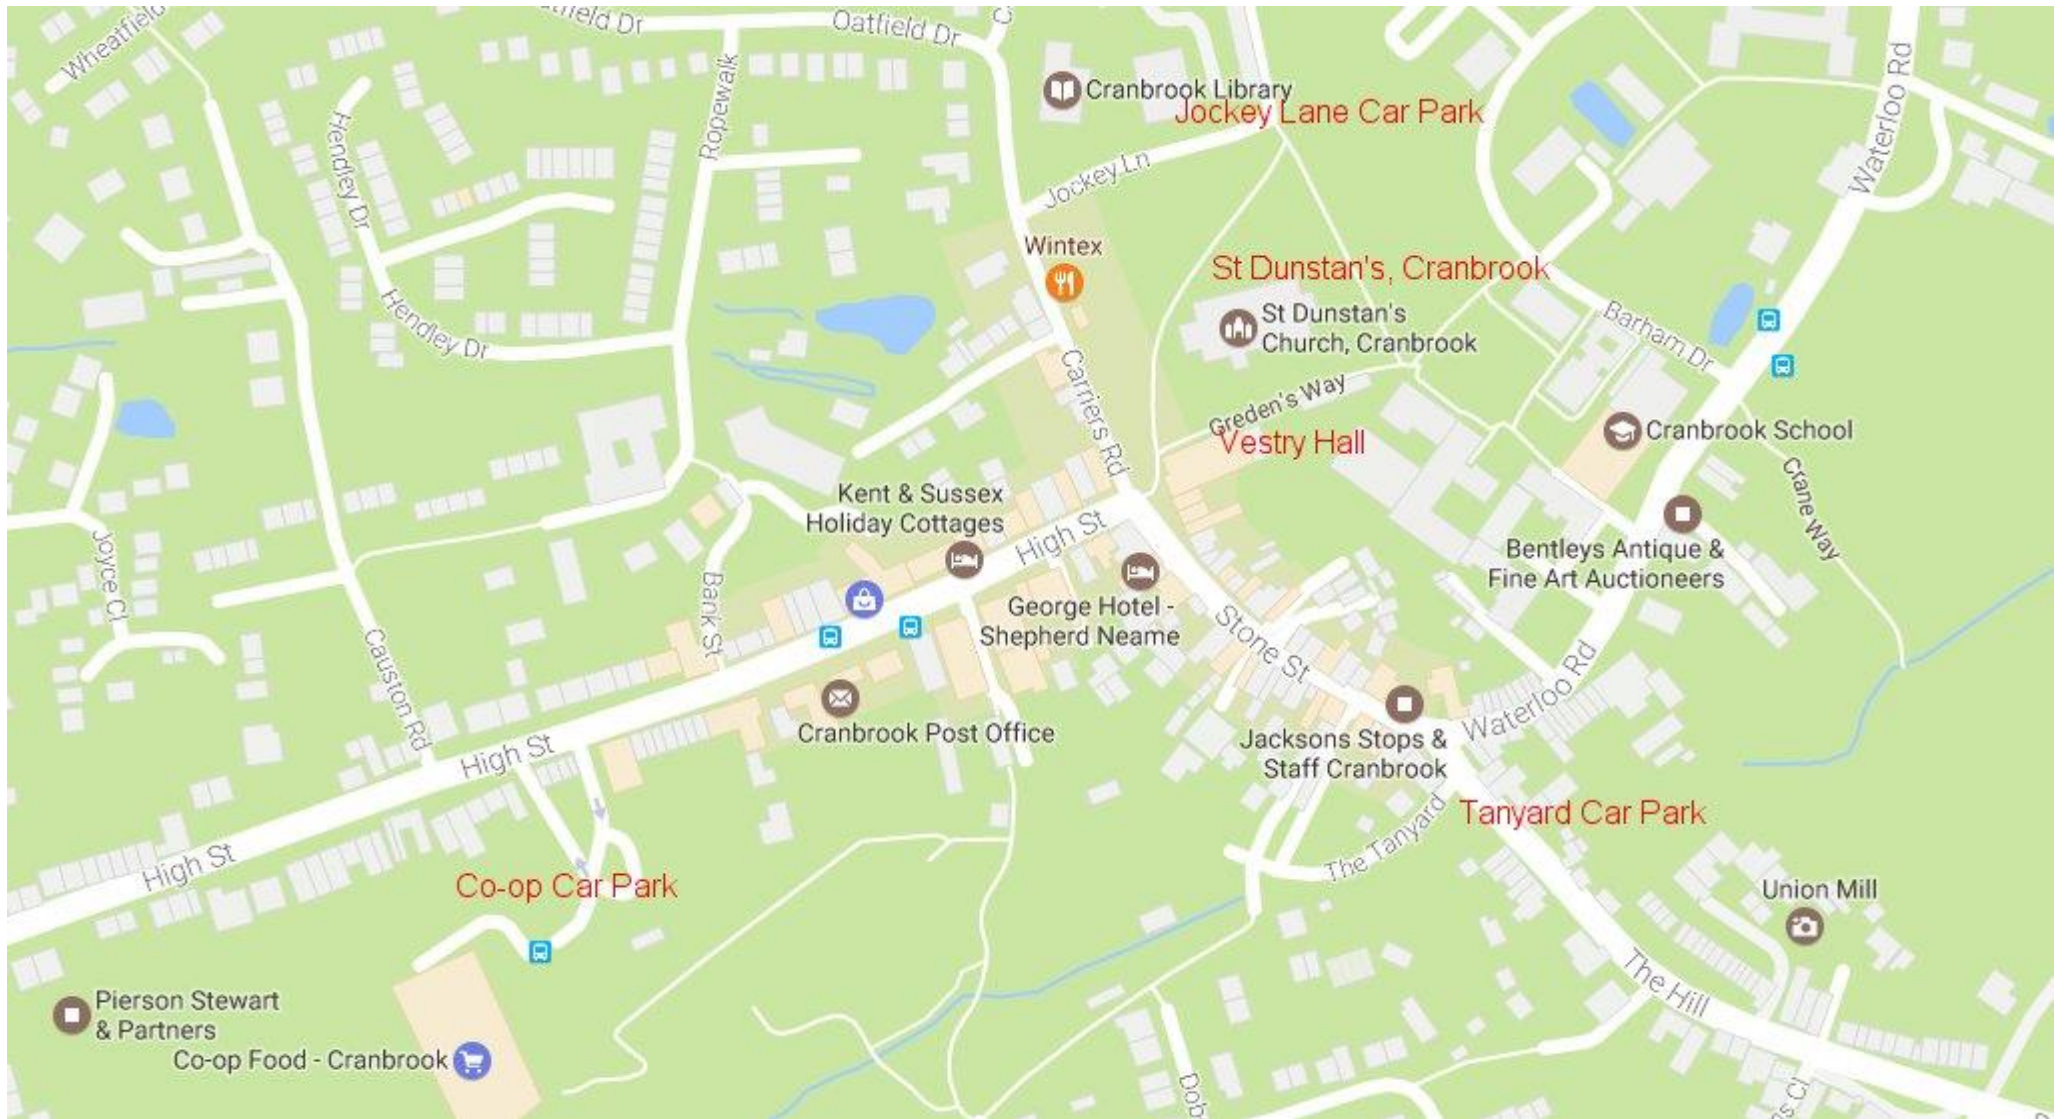 Wheatfield
Oatfield Dr
Cranbrook Library
Jockey Lane Car Park
Waterloo Rd
Hendley Dr
Ropewalk
Jockey Ln
Wintex
St Dunstan's, Cranbrook
St Dunstan's
Church, Cranbrook
Hendley Dr
Barham Dr
Carriers Rd
Greden's Way
Vestry Hall
Cranbrook School
Crane Way
Kent & Sussex
Holiday Cottages
High St
Joyce Cl
Bank St
Bentleys Antique &
Fine Art Auctioneers
George Hotel -
Shepherd Neame
Stone St
Causton Rd
Cranbrook Post Office
Waterloo Rd
High St
Jacksons Stops &
Staff Cranbrook
Tanyard Car Park
The Tanyard
High St
Co-op Car Park
Union Mill
The Hill
Pierson Stewart
& Partners
Co-op Food - Cranbrook
Dob